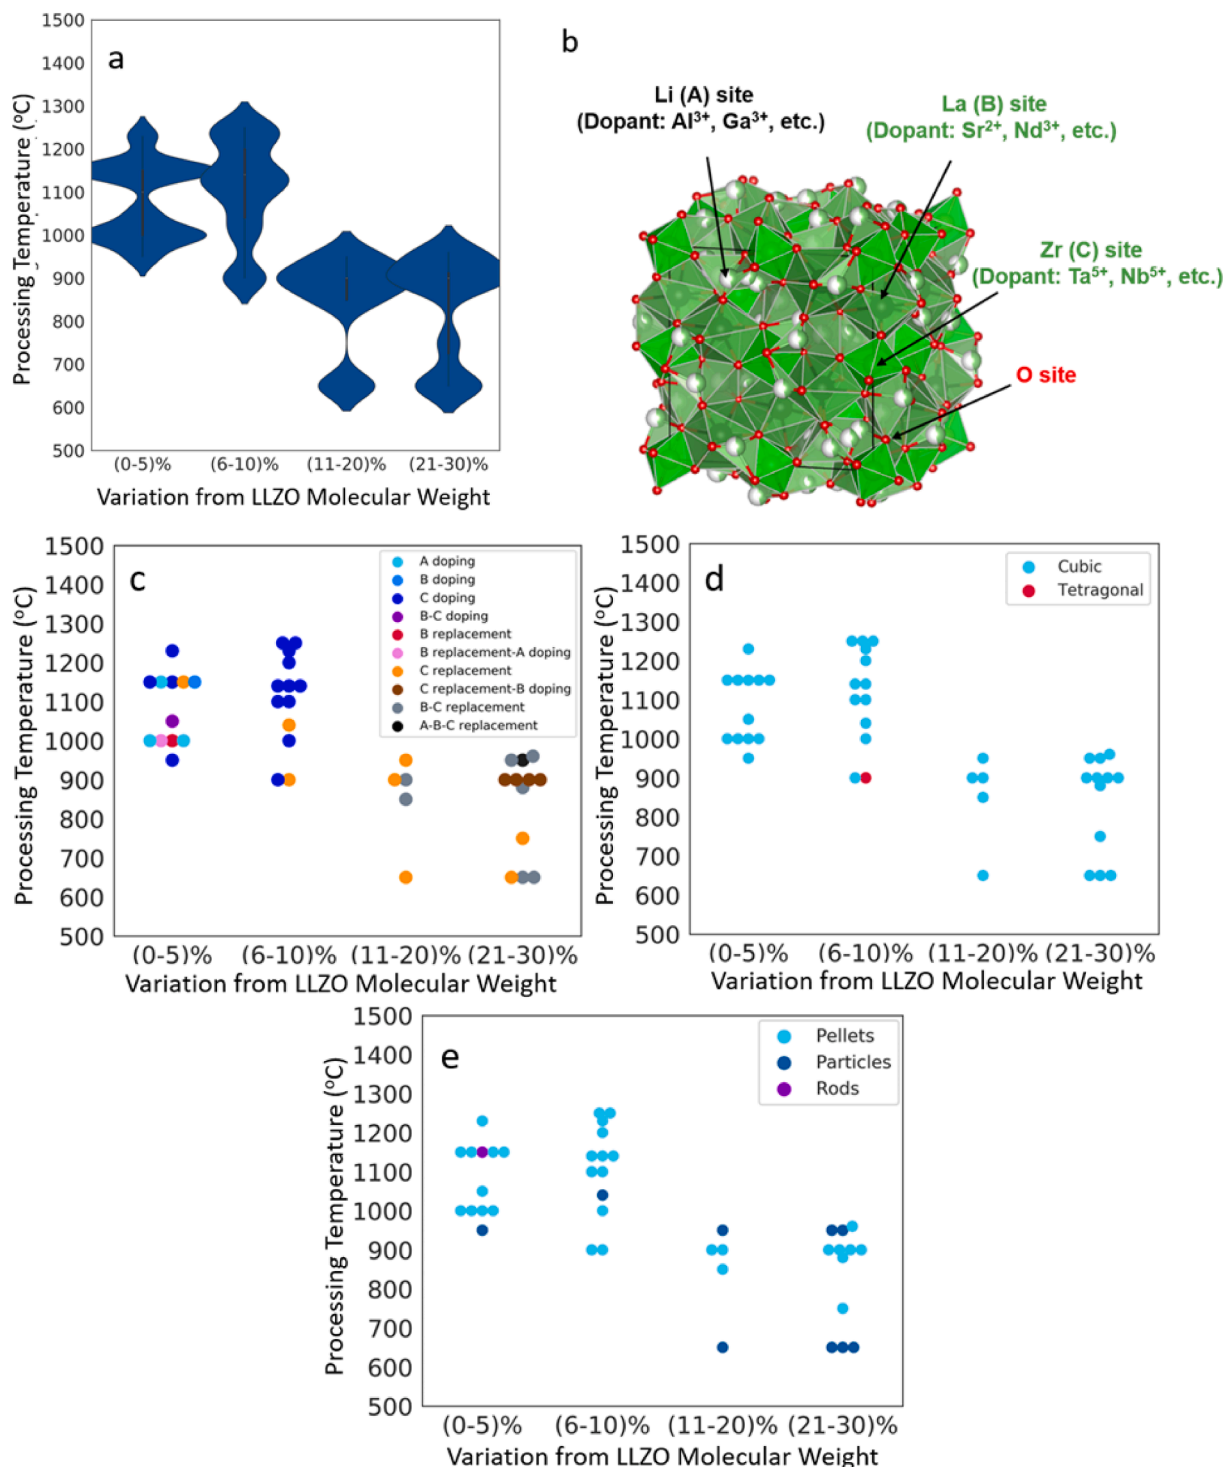 a
1500
1400
1300
1200
1100
1000
900
800
700
600
500
Processing Temperature (°C)
(0-5)%
(6-10)%
(11-20)%
(21-30)%
Variation from LLZO Molecular Weight
b
Li (A) site
(Dopant: Al³⁺, Ga³⁺, etc.)
La (B) site
(Dopant: Sr²⁺, Nd³⁺, etc.)
Zr (C) site
(Dopant: Ta⁵⁺, Nb⁵⁺, etc.)
O site
c
1500
1400
1300
1200
1100
1000
900
800
700
600
500
Processing Temperature (°C)
A doping
B doping
C doping
B-C doping
B replacement
B replacement-A doping
C replacement
C replacement-B doping
B-C replacement
A-B-C replacement
(0-5)%
(6-10)%
(11-20)%
(21-30)%
Variation from LLZO Molecular Weight
d
1500
1400
1300
1200
1100
1000
900
800
700
600
500
Processing Temperature (°C)
Cubic
Tetragonal
(0-5)%
(6-10)%
(11-20)%
(21-30)%
Variation from LLZO Molecular Weight
e
1500
1400
1300
1200
1100
1000
900
800
700
600
500
Processing Temperature (°C)
Pellets
Particles
Rods
(0-5)%
(6-10)%
(11-20)%
(21-30)%
Variation from LLZO Molecular Weight